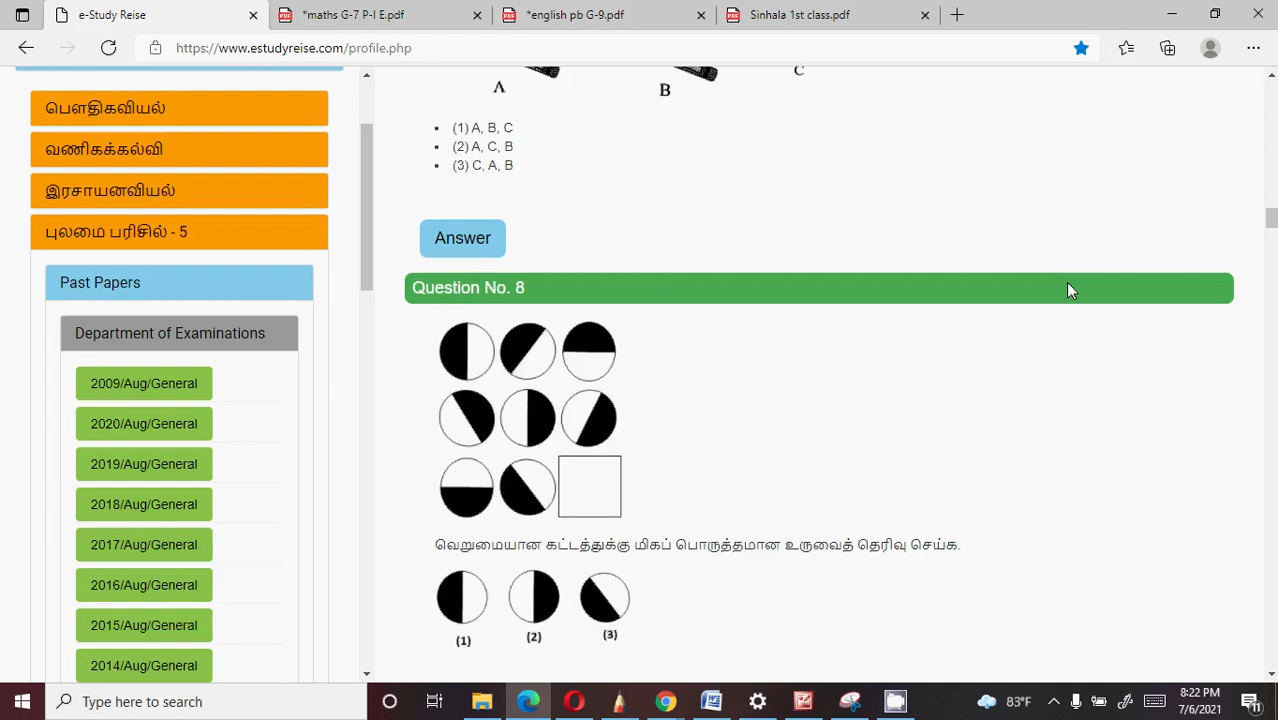 e-Study Reise
*maths G-7 P-I E.pdf
*english pb G-9.pdf
Sinhala 1st class.pdf
https://www.estudyreise.com/profile.php
பௌதிகவியல்
வணிகக்கல்வி
இரசாயனவியல்
புலமை பரிசில் - 5
Past Papers
Department of Examinations
2009/Aug/General
2020/Aug/General
2019/Aug/General
2018/Aug/General
2017/Aug/General
2016/Aug/General
2015/Aug/General
2014/Aug/General
A
B
C
(1) A, B, C
(2) A, C, B
(3) C, A, B
Answer
Question No. 8
வெறுமையான கட்டத்துக்கு மிகப் பொருத்தமான உருவைத் தெரிவு செய்க.
(1)
(2)
(3)
Type here to search
83°F
8:22 PM
7/6/2021
11